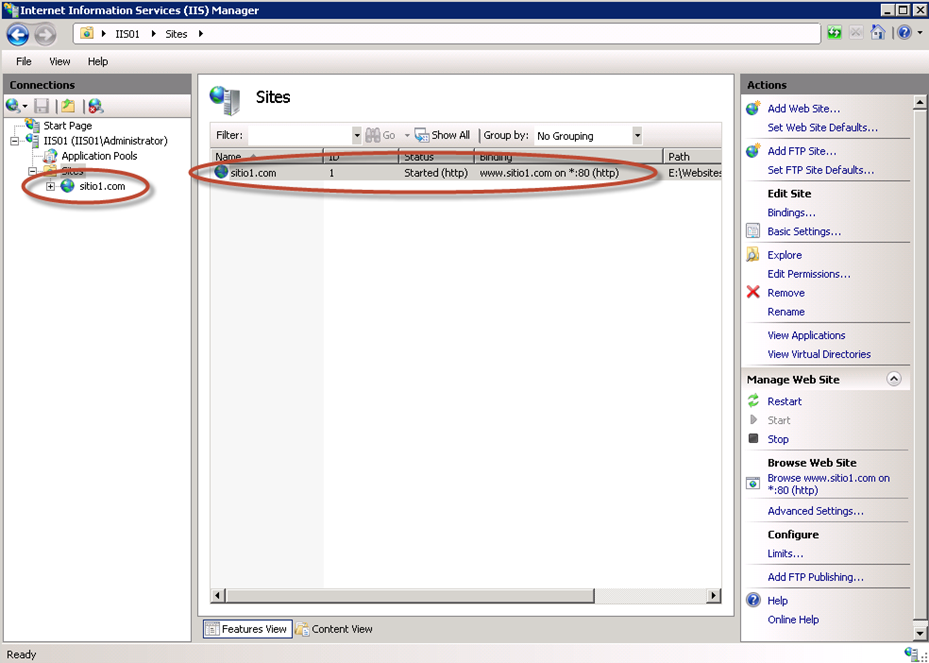 Internet Information Services (IIS) Manager
IIS01 Sites
File View Help
Connections
Start Page
IIS01 (IIS01\Administrator)
Application Pools
Sites
sitio1.com
Sites
Filter: Go Show All Group by: No Grouping
Name ID Status Binding Path
sitio1.com 1 Started (http) www.sitio1.com on *:80 (http) E:\Websites
Features View Content View
Actions
Add Web Site...
Set Web Site Defaults...
Add FTP Site...
Set FTP Site Defaults...
Edit Site
Bindings...
Basic Settings...
Explore
Edit Permissions...
Remove
Rename
View Applications
View Virtual Directories
Manage Web Site
Restart
Start
Stop
Browse Web Site
Browse www.sitio1.com on
*:80 (http)
Advanced Settings...
Configure
Limits...
Add FTP Publishing...
Help
Online Help
Ready